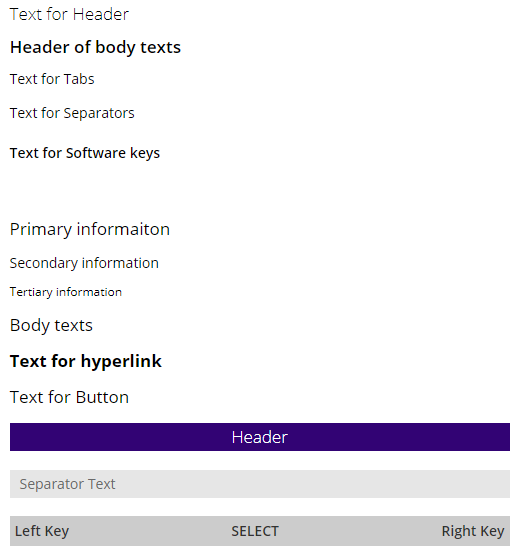 Text for Header
Header of body texts
Text for Tabs
Text for Separators
Text for Software keys
Primary informaiton
Secondary information
Tertiary information
Body texts
Text for hyperlink
Text for Button
Header
Separator Text
Left Key SELECT Right Key